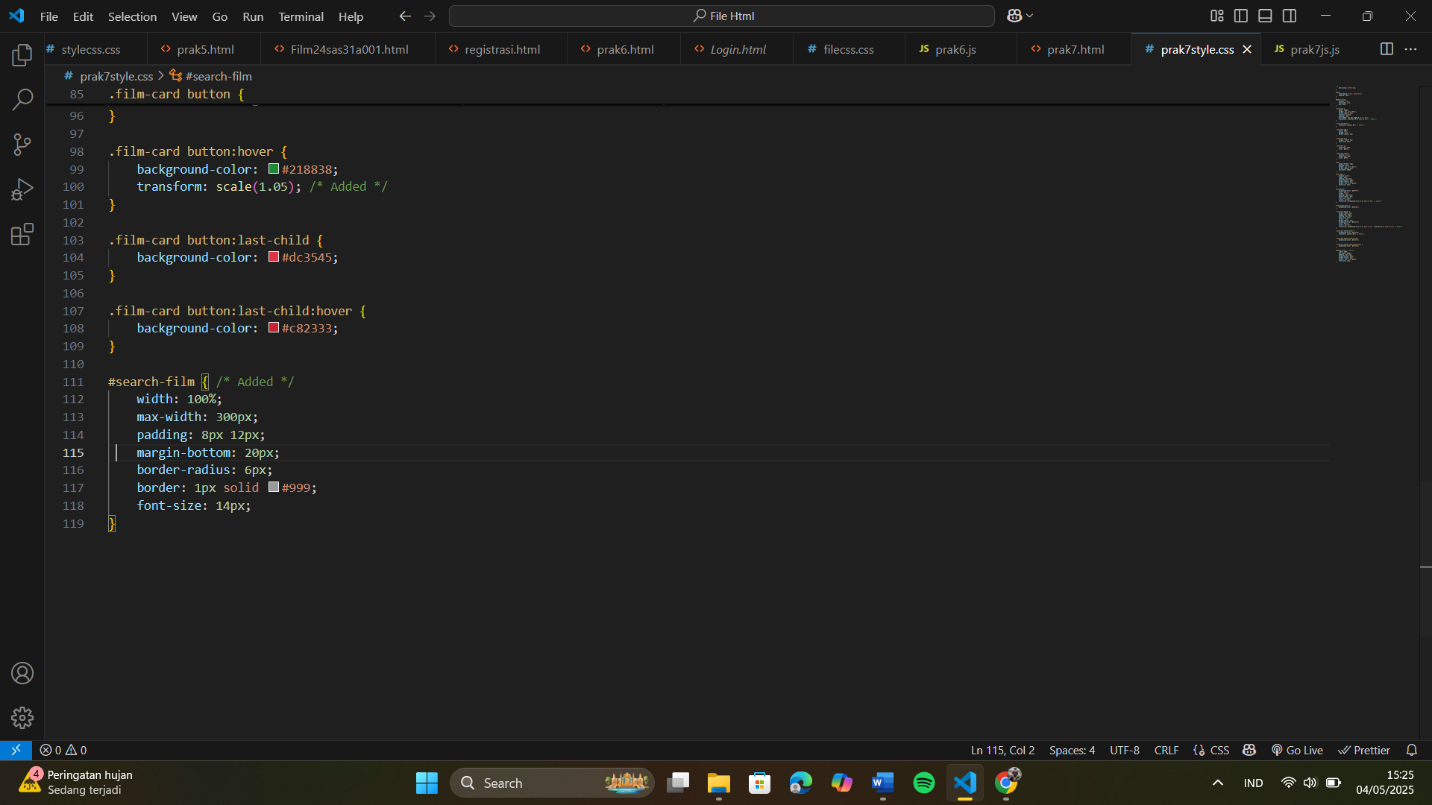 File Edit Selection View Go Run Terminal Help File Html
stylecss.css prak5.html Film24sas31a001.html registrasi.html prak6.html Login.html filecss.css prak6.js prak7.html prak7style.css prak7js.js
prak7style.css > #search-film
85 .film-card button {
96 }
97
98 .film-card button:hover {
99 background-color: #218838;
100 transform: scale(1.05); /* Added */
101 }
102
103 .film-card button:last-child {
104 background-color: #dc3545;
105 }
106
107 .film-card button:last-child:hover {
108 background-color: #c82333;
109 }
110
111 #search-film { /* Added */
112 width: 100%;
113 max-width: 300px;
114 padding: 8px 12px;
115 margin-bottom: 20px;
116 border-radius: 6px;
117 border: 1px solid #999;
118 font-size: 14px;
119 }
0 0 Ln 115, Col 2 Spaces: 4 UTF-8 CRLF {} CSS Go Live Prettier
4 Peringatan hujan
Sedang terjadi
Search
IND
15:25
04/05/2025